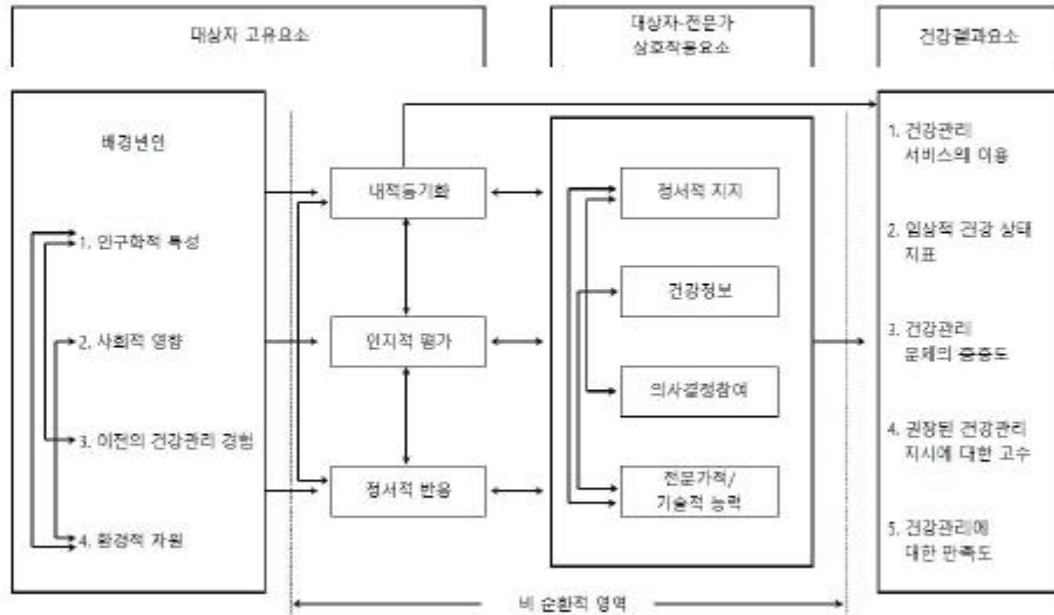 대상자 고유요소
대상자-전문가
상호작용요소
건강결과요소
배경변인
1. 인구학적 특성
2. 사회적 영향
3. 이전의 건강관리 경험
4. 환경적 자원
내적동기화
인지적 평가
정서적 반응
정서적 지지
건강정보
의사결정참여
전문가적/
기술적 능력
1. 건강관리
서비스의 이용
2. 임상적 건강 상태
지표
3. 건강관리
문제의 중증도
4. 권장된 건강관리
지시에 대한 고수
5. 건강관리에
대한 만족도
비 순환적 영역